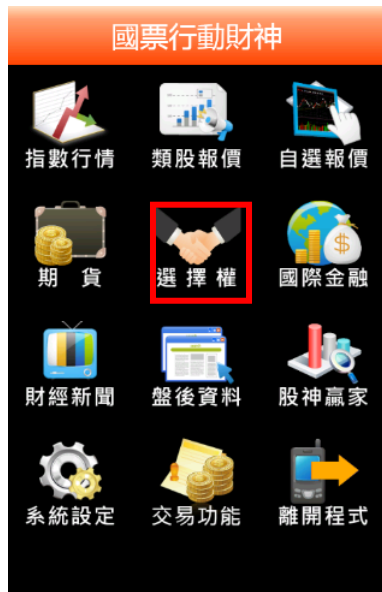 國票行動財神
指數行情
類股報價
自選報價
期 貨
選 擇 權
國際金融
財經新聞
盤後資料
股神贏家
系統設定
交易功能
離開程式